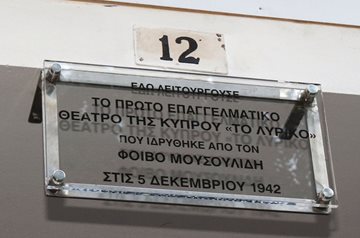 12
ΕΔΩ ΛΕΙΤΟΥΡΓΟΥΣΕ
ΤΟ ΠΡΩΤΟ ΕΠΑΓΓΕΛΜΑΤΙΚΟ
ΘΕΑΤΡΟ ΤΗΣ ΚΥΠΡΟΥ «ΤΟ ΛΥΡΙΚΟ»
ΠΟΥ ΙΔΡΥΘΗΚΕ ΑΠΟ ΤΟΝ
ΦΟΙΒΟ ΜΟΥΣΟΥΛΙΔΗ
ΣΤΙΣ 5 ΔΕΚΕΜΒΡΙΟΥ 1942